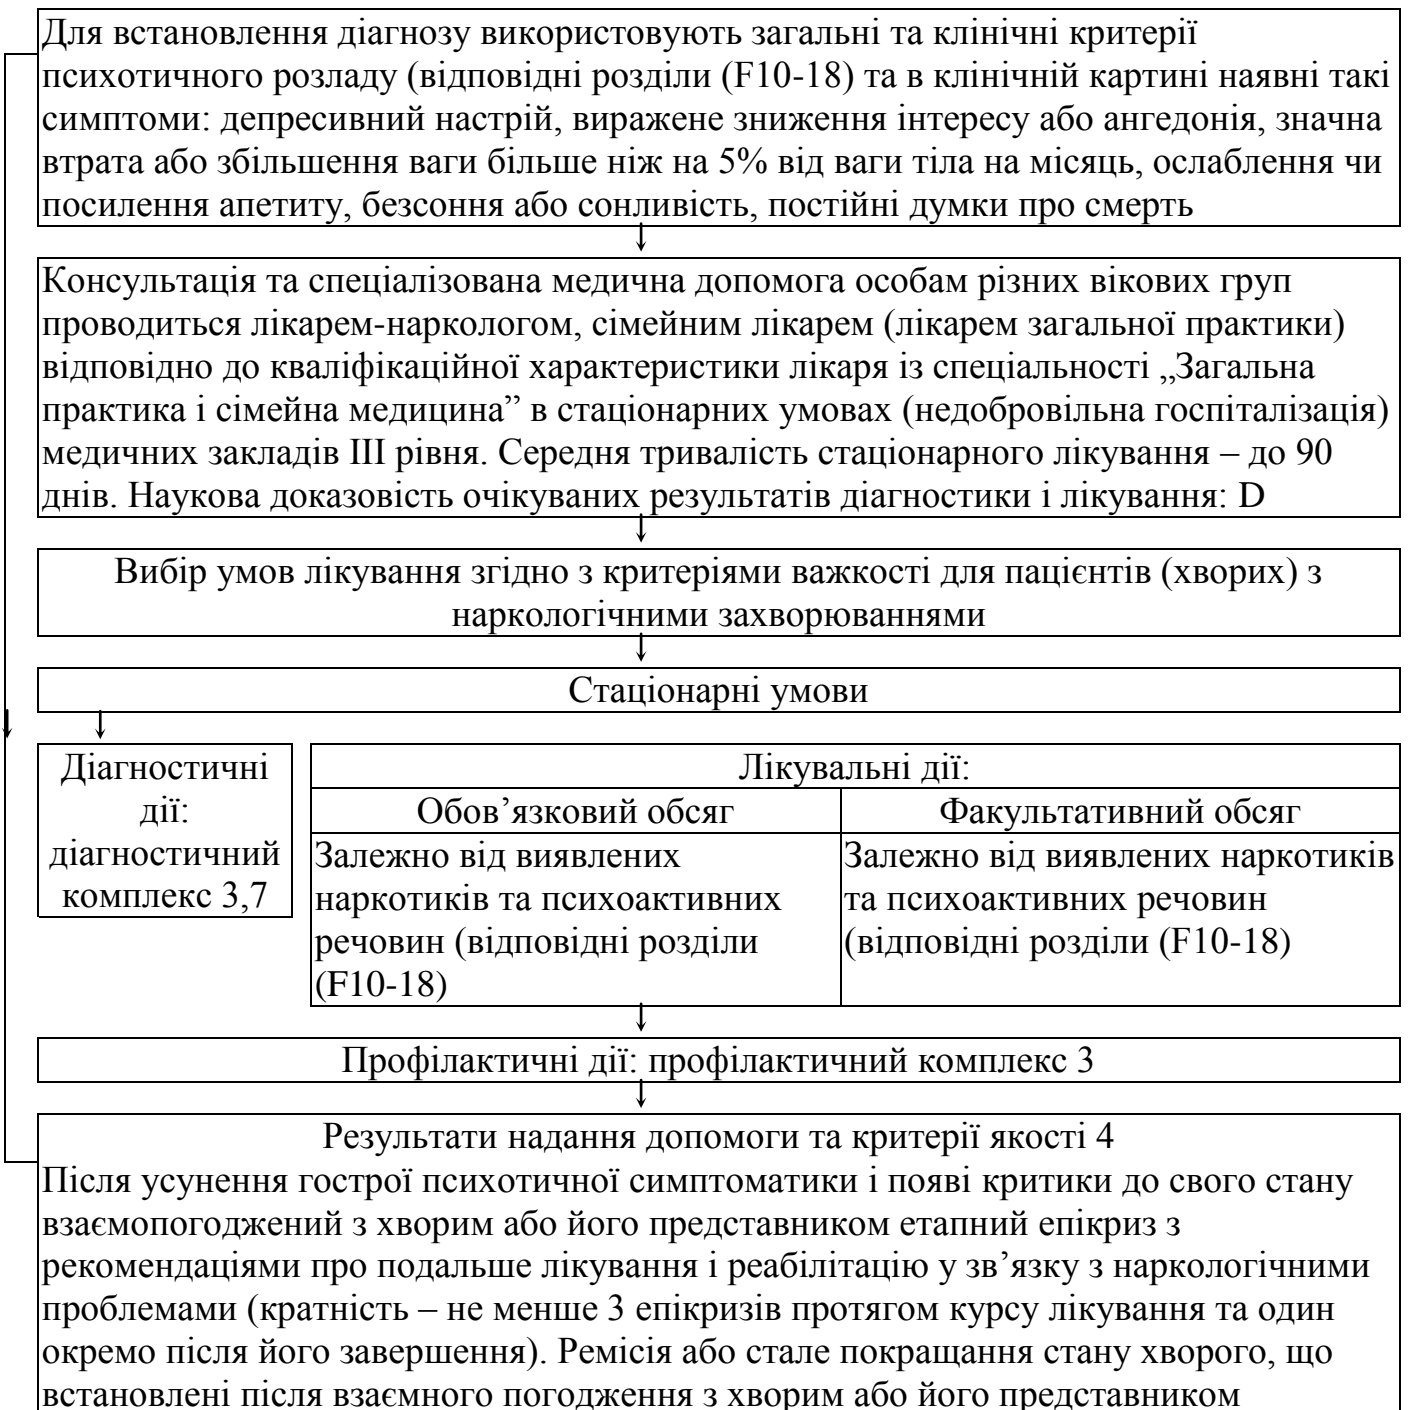 Для встановлення діагнозу використовують загальні та клінічні критерії
психотичного розладу (відповідні розділи (F10-18) та в клінічній картині наявні такі
симптоми: депресивний настрій, виражене зниження інтересу або ангедонія, значна
втрата або збільшення ваги більше ніж на 5% від ваги тіла на місяць, ослаблення чи
посилення апетиту, безсоння або сонливість, постійні думки про смерть
Консультація та спеціалізована медична допомога особам різних вікових груп
проводиться лікарем-наркологом, сімейним лікарем (лікарем загальної практики)
відповідно до кваліфікаційної характеристики лікаря із спеціальності „Загальна
практика і сімейна медицина” в стаціонарних умовах (недобровільна госпіталізація)
медичних закладів III рівня. Середня тривалість стаціонарного лікування – до 90
днів. Наукова доказовість очікуваних результатів діагностики і лікування: D
Вибір умов лікування згідно з критеріями важкості для пацієнтів (хворих) з
наркологічними захворюваннями
Стаціонарні умови
Діагностичні
дії:
діагностичний
комплекс 3,7
Лікувальні дії:
Обов’язковий обсяг
Залежно від виявлених
наркотиків та психоактивних
речовин (відповідні розділи
(F10-18)
Факультативний обсяг
Залежно від виявлених наркотиків
та психоактивних речовин
(відповідні розділи (F10-18)
Профілактичні дії: профілактичний комплекс 3
Результати надання допомоги та критерії якості 4
Після усунення гострої психотичної симптоматики і появі критики до свого стану
взаємопогоджений з хворим або його представником етапний епікриз з
рекомендаціями про подальше лікування і реабілітацію у зв’язку з наркологічними
проблемами (кратність – не менше 3 епікризів протягом курсу лікування та один
окремо після його завершення). Ремісія або стале покращання стану хворого, що
встановлені після взаємного погодження з хворим або його представником